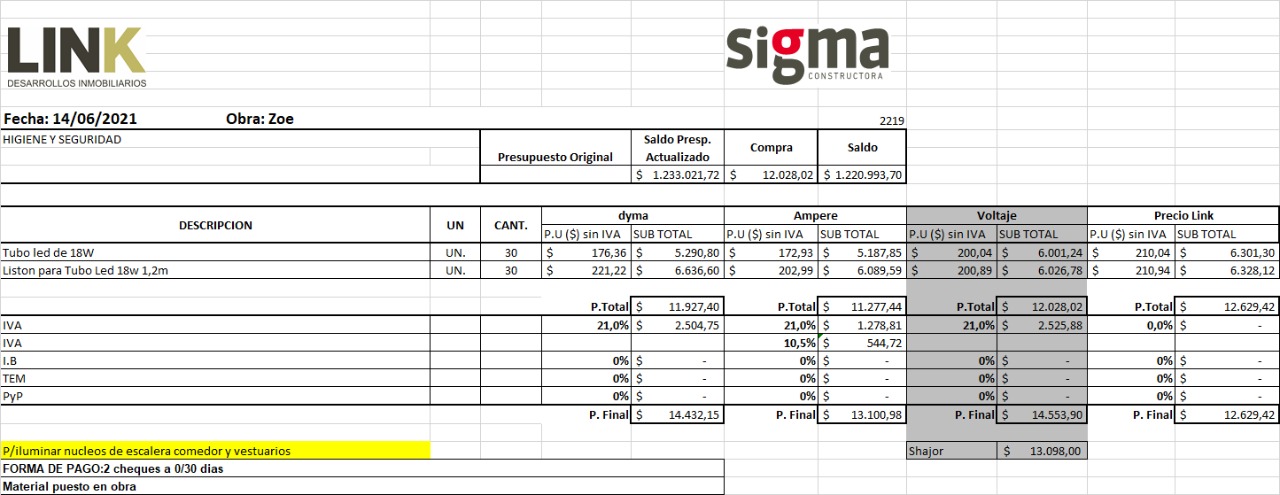 LINK
DESARROLLOS INMOBILIARIOS
sigma
CONSTRUCTORA
Fecha: 14/06/2021 Obra: Zoe 2219
HIGIENE Y SEGURIDAD
Presupuesto Original Saldo Presp. Actualizado Compra Saldo
$ 1.233.021,72 $ 12.028,02 $ 1.220.993,70
DESCRIPCION UN CANT. dyma Ampere Voltaje Precio Link
P.U ($) sin IVA SUB TOTAL P.U ($) sin IVA SUB TOTAL P.U ($) sin IVA SUB TOTAL P.U ($) sin IVA SUB TOTAL
Tubo led de 18W UN. 30 $ 176,36 $ 5.290,80 $ 172,93 $ 5.187,85 $ 200,04 $ 6.001,24 $ 210,04 $ 6.301,30
Liston para Tubo Led 18w 1,2m UN. 30 $ 221,22 $ 6.636,60 $ 202,99 $ 6.089,59 $ 200,89 $ 6.026,78 $ 210,94 $ 6.328,12
P.Total $ 11.927,40 P.Total $ 11.277,44 P.Total $ 12.028,02 P.Total $ 12.629,42
IVA 21,0% $ 2.504,75 21,0% $ 1.278,81 21,0% $ 2.525,88 0,0% $ -
IVA 10,5% $ 544,72
I.B 0% $ - 0% $ - 0% $ - 0% $ -
TEM 0% $ - 0% $ - 0% $ - 0% $ -
PyP 0% $ - 0% $ - 0% $ - 0% $ -
P. Final $ 14.432,15 P. Final $ 13.100,98 P. Final $ 14.553,90 P. Final $ 12.629,42
P/iluminar nucleos de escalera comedor y vestuarios Shajor $ 13.098,00
FORMA DE PAGO:2 cheques a 0/30 dias
Material puesto en obra